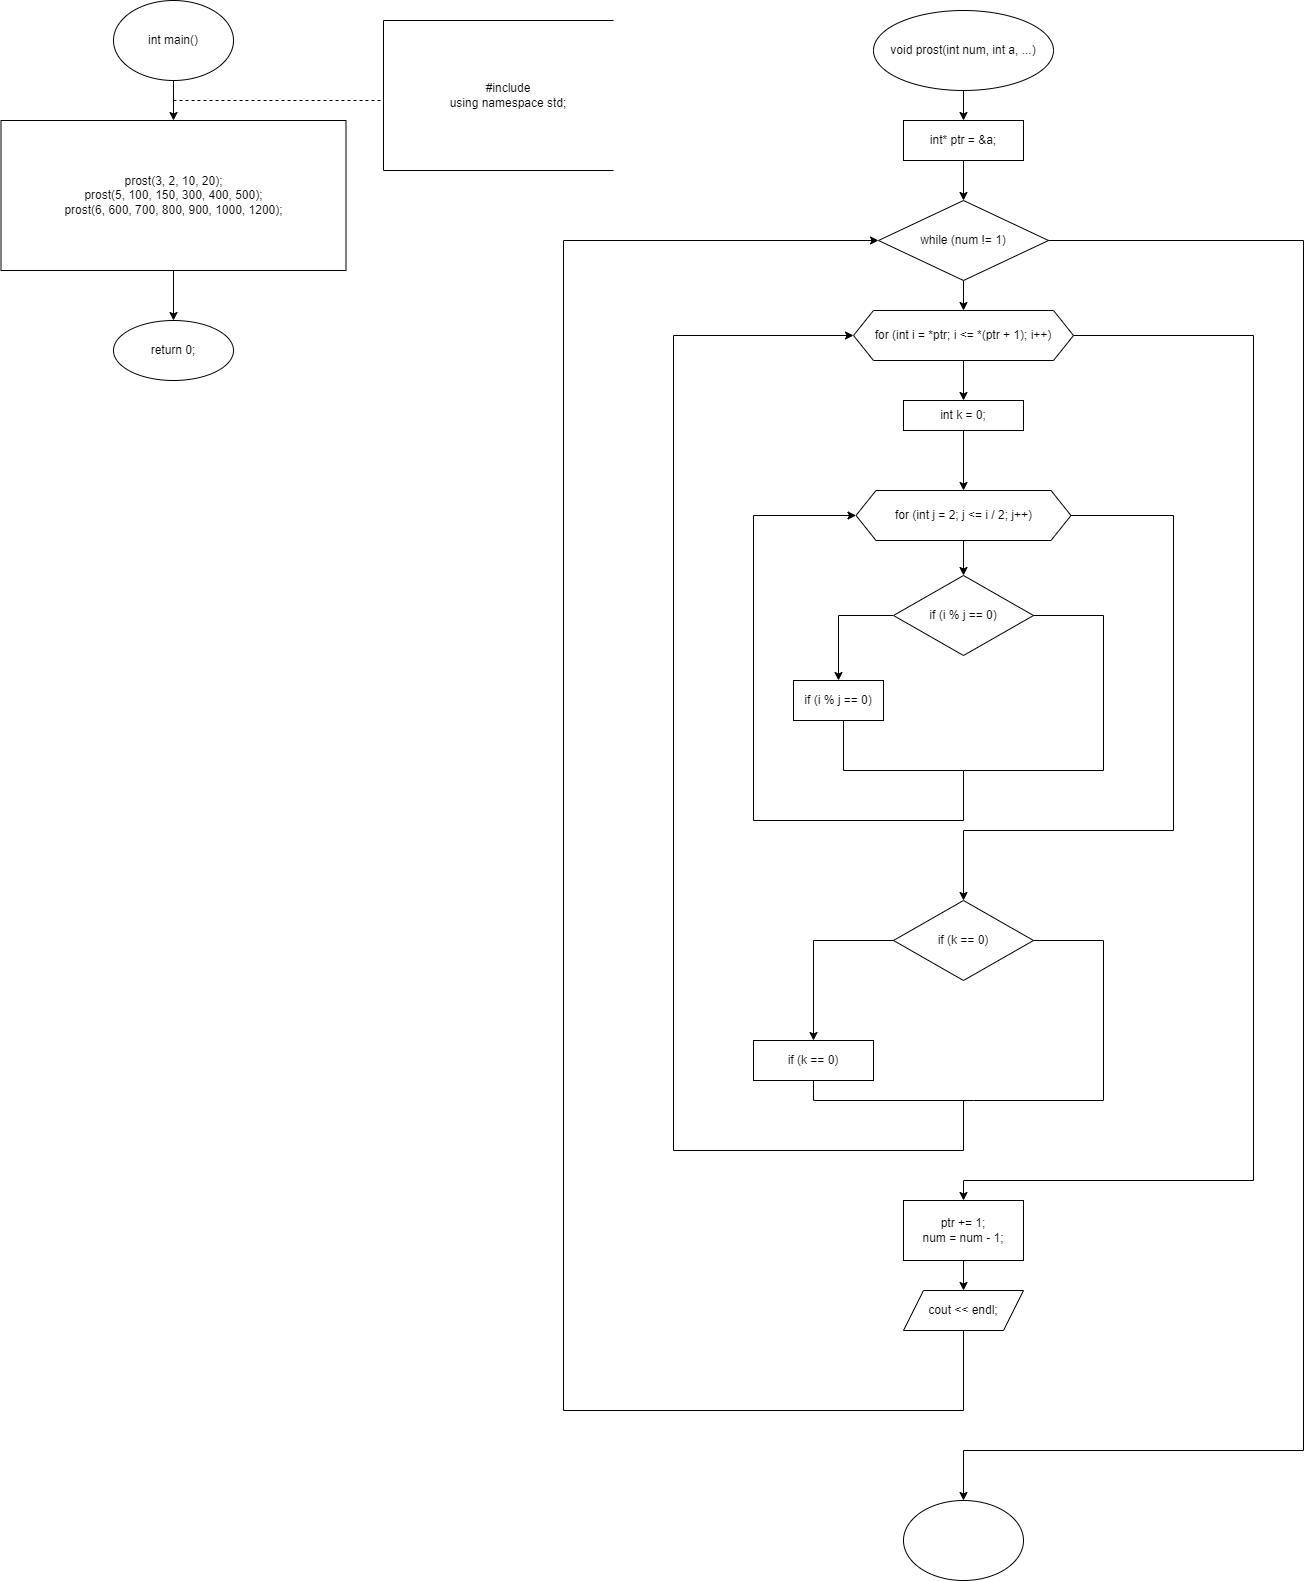 int main()
#include
using namespace std;
prost(3, 2, 10, 20);
prost(5, 100, 150, 300, 400, 500);
prost(6, 600, 700, 800, 900, 1000, 1200);
return 0;
void prost(int num, int a, ...)
int* ptr = &a;
while (num != 1)
for (int i = *ptr; i <= *(ptr + 1); i++)
int k = 0;
for (int j = 2; j <= i / 2; j++)
if (i % j == 0)
if (i % j == 0)
if (k == 0)
if (k == 0)
ptr += 1;
num = num - 1;
cout << endl;